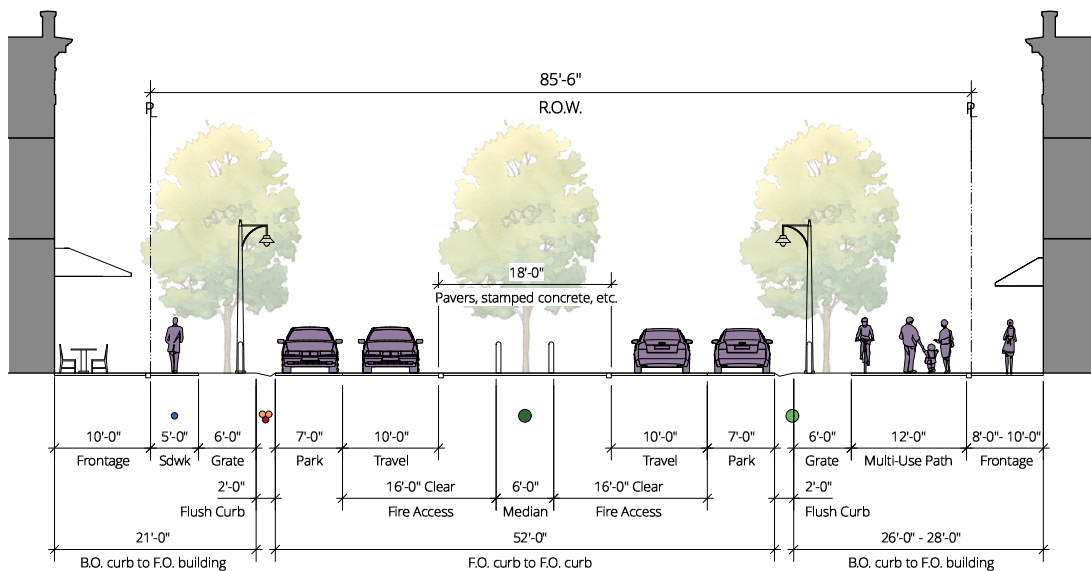 85'-6"
R.O.W.
PL PL
18'-0"
Pavers, stamped concrete, etc.
10'-0" 5'-0" 6'-0" 7'-0" 10'-0" 10'-0" 7'-0" 6'-0" 12'-0" 8'-0"- 10'-0"
Frontage Sdwk Grate Park Travel Travel Park Grate Multi-Use Path Frontage
2'-0" 16'-0" Clear 6'-0" 16'-0" Clear 2'-0"
Flush Curb Fire Access Median Fire Access Flush Curb
21'-0" 52'-0" 26'-0" - 28'-0"
B.O. curb to F.O. building F.O. curb to F.O. curb B.O. curb to F.O. building